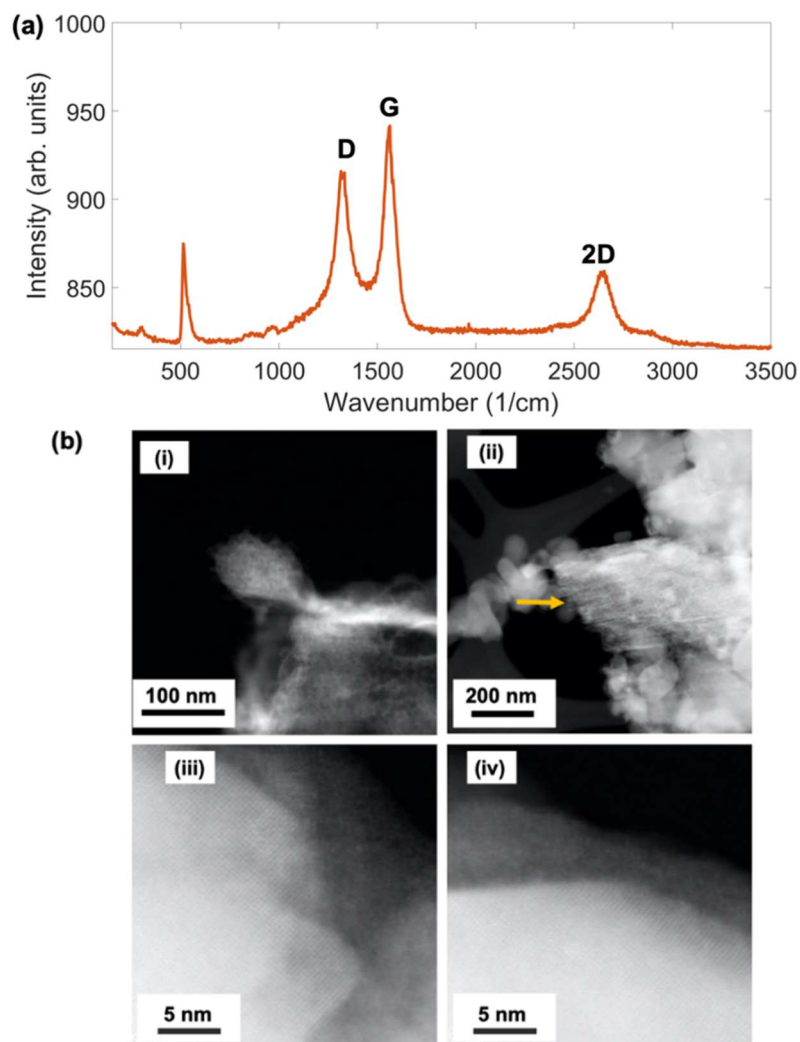 (a)
1000
950
900
850
Intensity (arb. units)
D
G
2D
500 1000 1500 2000 2500 3000 3500
Wavenumber (1/cm)
(b)
(i)
100 nm
(ii)
200 nm
(iii)
5 nm
(iv)
5 nm